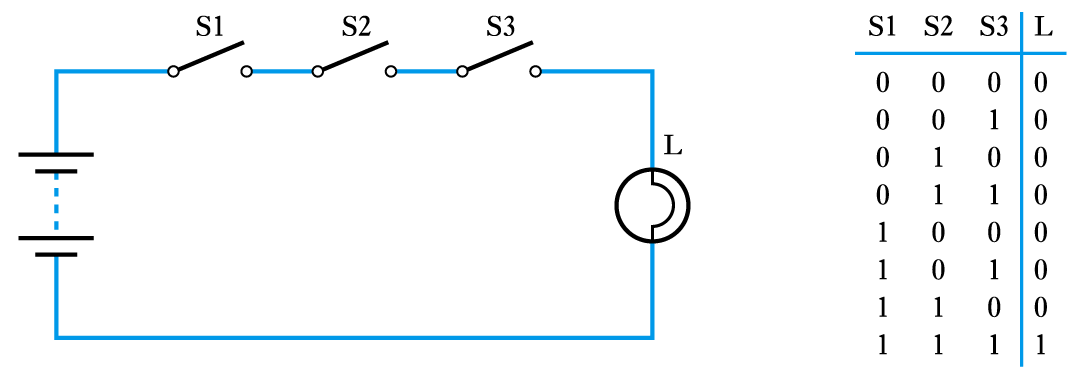 S1 S2 S3
L
S1 S2 S3 L
0 0 0 0
0 0 1 0
0 1 0 0
0 1 1 0
1 0 0 0
1 0 1 0
1 1 0 0
1 1 1 1